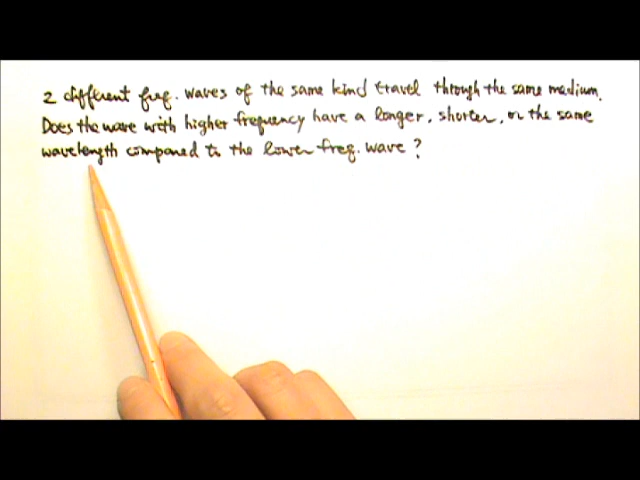 2 different freq. waves of the same kind travel through the same medium.
Does the wave with higher frequency have a longer, shorter, or the same
wavelength compared to the lower freq. wave?